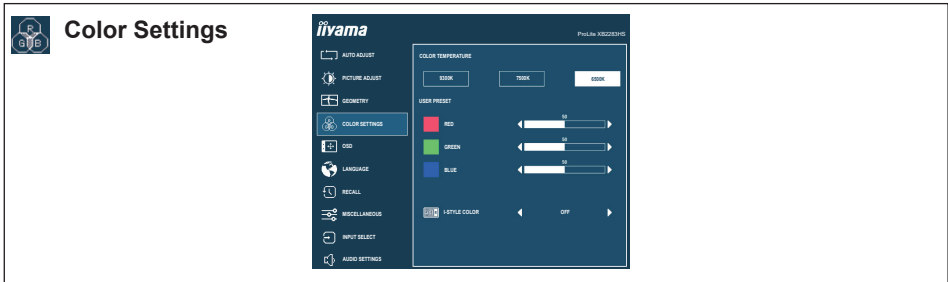 R
G B
Color Settings
iiyama
ProLite XB2283HS
AUTO ADJUST
PICTURE ADJUST
GEOMETRY
COLOR SETTINGS
OSD
LANGUAGE
RECALL
MISCELLANEOUS
INPUT SELECT
AUDIO SETTINGS
COLOR TEMPERATURE
9300K
7500K
6500K
USER PRESET
RED
50
GREEN
50
BLUE
50
I-STYLE COLOR
OFF